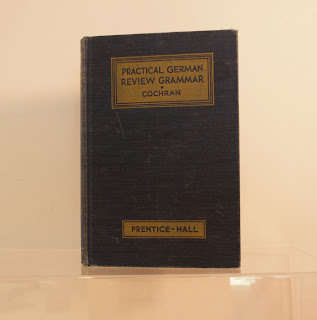 PRACTICAL GERMAN
REVIEW GRAMMAR
•
COCHRAN
PRENTICE-HALL